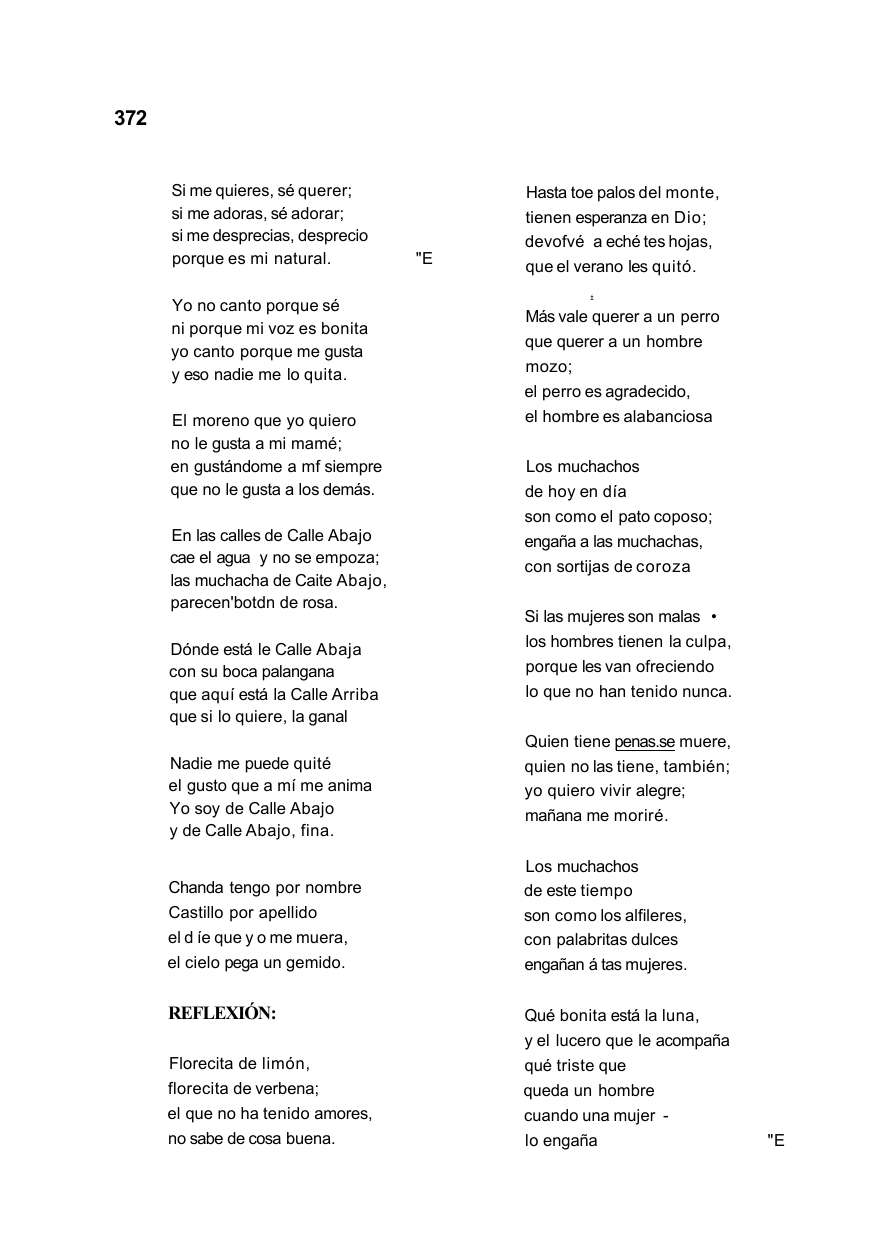 372
Si me quieres, sé querer;
si me adoras, sé adorar;
si me desprecias, desprecio
porque es mi natural. "E
Yo no canto porque sé
ni porque mi voz es bonita
yo canto porque me gusta
y eso nadie me lo quita.
El moreno que yo quiero
no le gusta a mi mamé;
en gustándome a mf siempre
que no le gusta a los demás.
En las calles de Calle Abajo
cae el agua y no se empoza;
las muchacha de Caite Abajo,
parecen'botdn de rosa.
Dónde está le Calle Abaja
con su boca palangana
que aquí está la Calle Arriba
que si lo quiere, la ganal
Nadie me puede quité
el gusto que a mí me anima
Yo soy de Calle Abajo
y de Calle Abajo, fina.
Chanda tengo por nombre
Castillo por apellido
el d íe que y o me muera,
el cielo pega un gemido.
REFLEXIÓN:
Florecita de limón,
florecita de verbena;
el que no ha tenido amores,
no sabe de cosa buena.
Hasta toe palos del monte,
tienen esperanza en Dio;
devofvé a eché tes hojas,
que el verano les quitó.
Más vale querer a un perro
que querer a un hombre
mozo;
el perro es agradecido,
el hombre es alabanciosa
Los muchachos
de hoy en día
son como el pato coposo;
engaña a las muchachas,
con sortijas de coroza
Si las mujeres son malas •
los hombres tienen la culpa,
porque les van ofreciendo
lo que no han tenido nunca.
Quien tiene penas.se muere,
quien no las tiene, también;
yo quiero vivir alegre;
mañana me moriré.
Los muchachos
de este tiempo
son como los alfileres,
con palabritas dulces
engañan á tas mujeres.
Qué bonita está la luna,
y el lucero que le acompaña
qué triste que
queda un hombre
cuando una mujer -
lo engaña "E